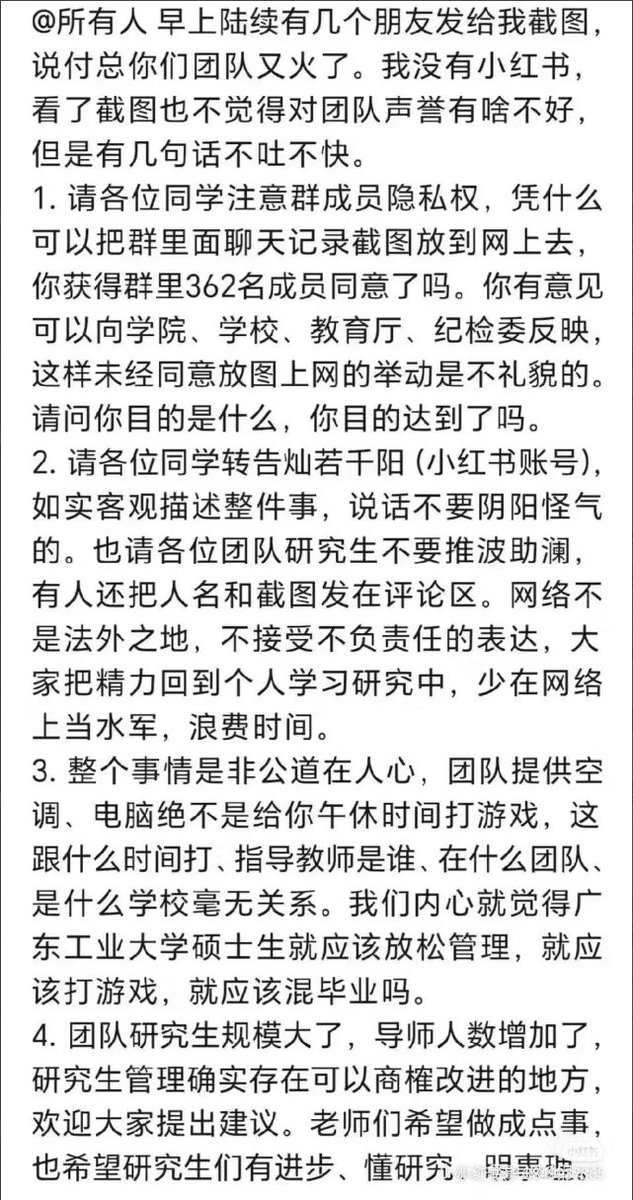 @所有人 早上陆续有几个朋友发给我截图，
说付总你们团队又火了。我没有小红书，
看了截图也不觉得对团队声誉有啥不好，
但是有几句话不吐不快。
1. 请各位同学注意群成员隐私权，凭什么
可以把群里面聊天记录截图放到网上去，
你获得群里362名成员同意了吗。你有意见
可以向学院、学校、教育厅、纪检委反映，
这样未经同意放图上网的举动是不礼貌的。
请问你目的是什么，你目的达到了吗。
2. 请各位同学转告灿若千阳 (小红书账号)，
如实客观描述整件事，说话不要阴阳怪气
的。也请各位团队研究生不要推波助澜，
有人还把人名和截图发在评论区。网络不
是法外之地，不接受不负责任的表达，大
家把精力回到个人学习研究中，少在网络
上当水军，浪费时间。
3. 整个事情是非公道在人心，团队提供空
调、电脑绝不是给你午休时间打游戏，这
跟什么时间打、指导教师是谁、在什么团队、
是什么学校毫无关系。我们内心就觉得广
东工业大学硕士生就应该放松管理，就应
该打游戏，就应该混毕业吗。
4. 团队研究生规模大了，导师人数增加了，
研究生管理确实存在可以商榷改进的地方，
欢迎大家提出建议。老师们希望做成点事，
也希望研究生们有进步、懂研究、明事理。